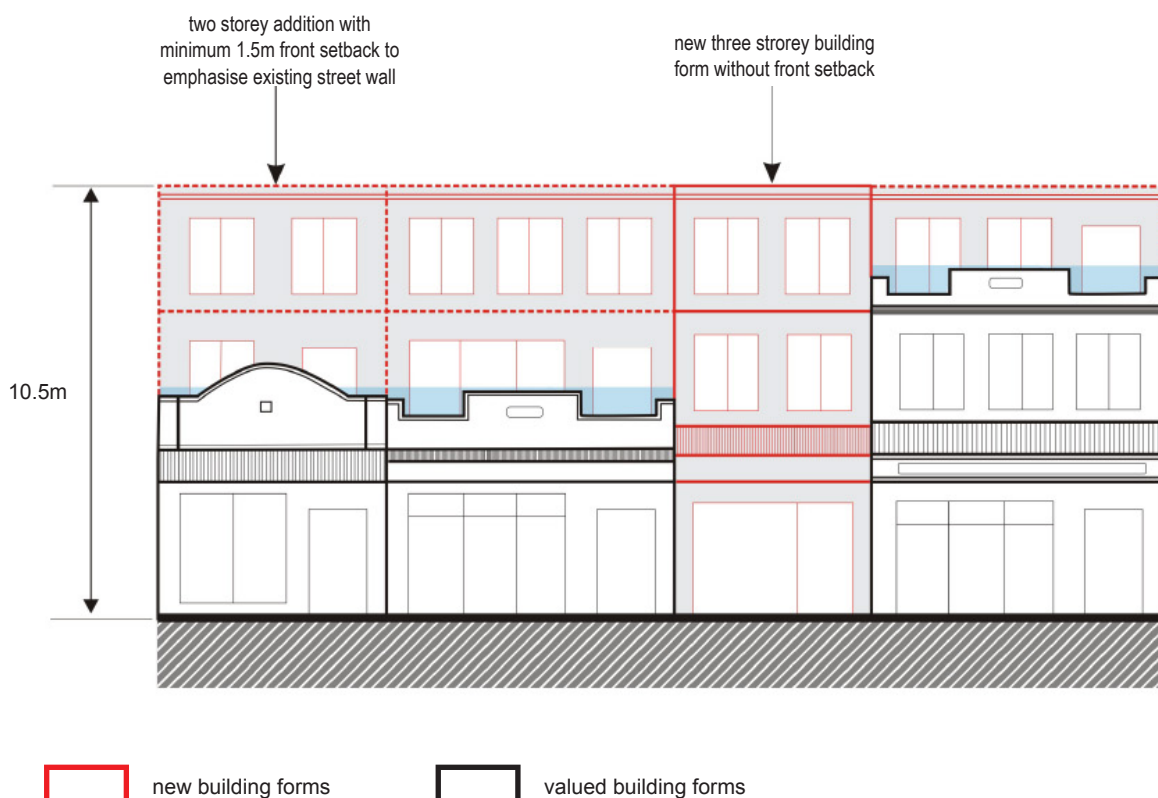 two storey addition with
minimum 1.5m front setback to
emphasise existing street wall
new three strorey building
form without front setback
10.5m
new building forms
valued building forms